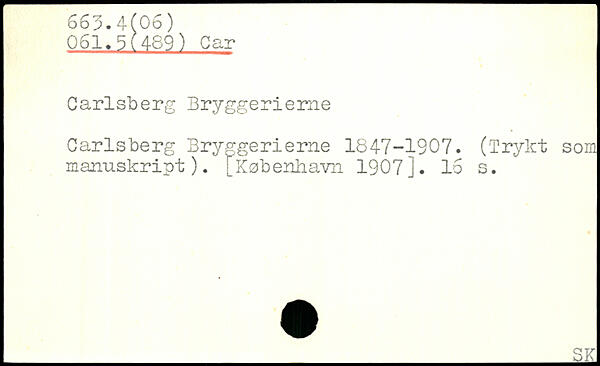 663.4(06)
061.5(489) Car
Carlsberg Bryggerierne
Carlsberg Bryggerierne 1847-1907. (Trykt som
manuskript). [København 1907]. 16 s.
SK